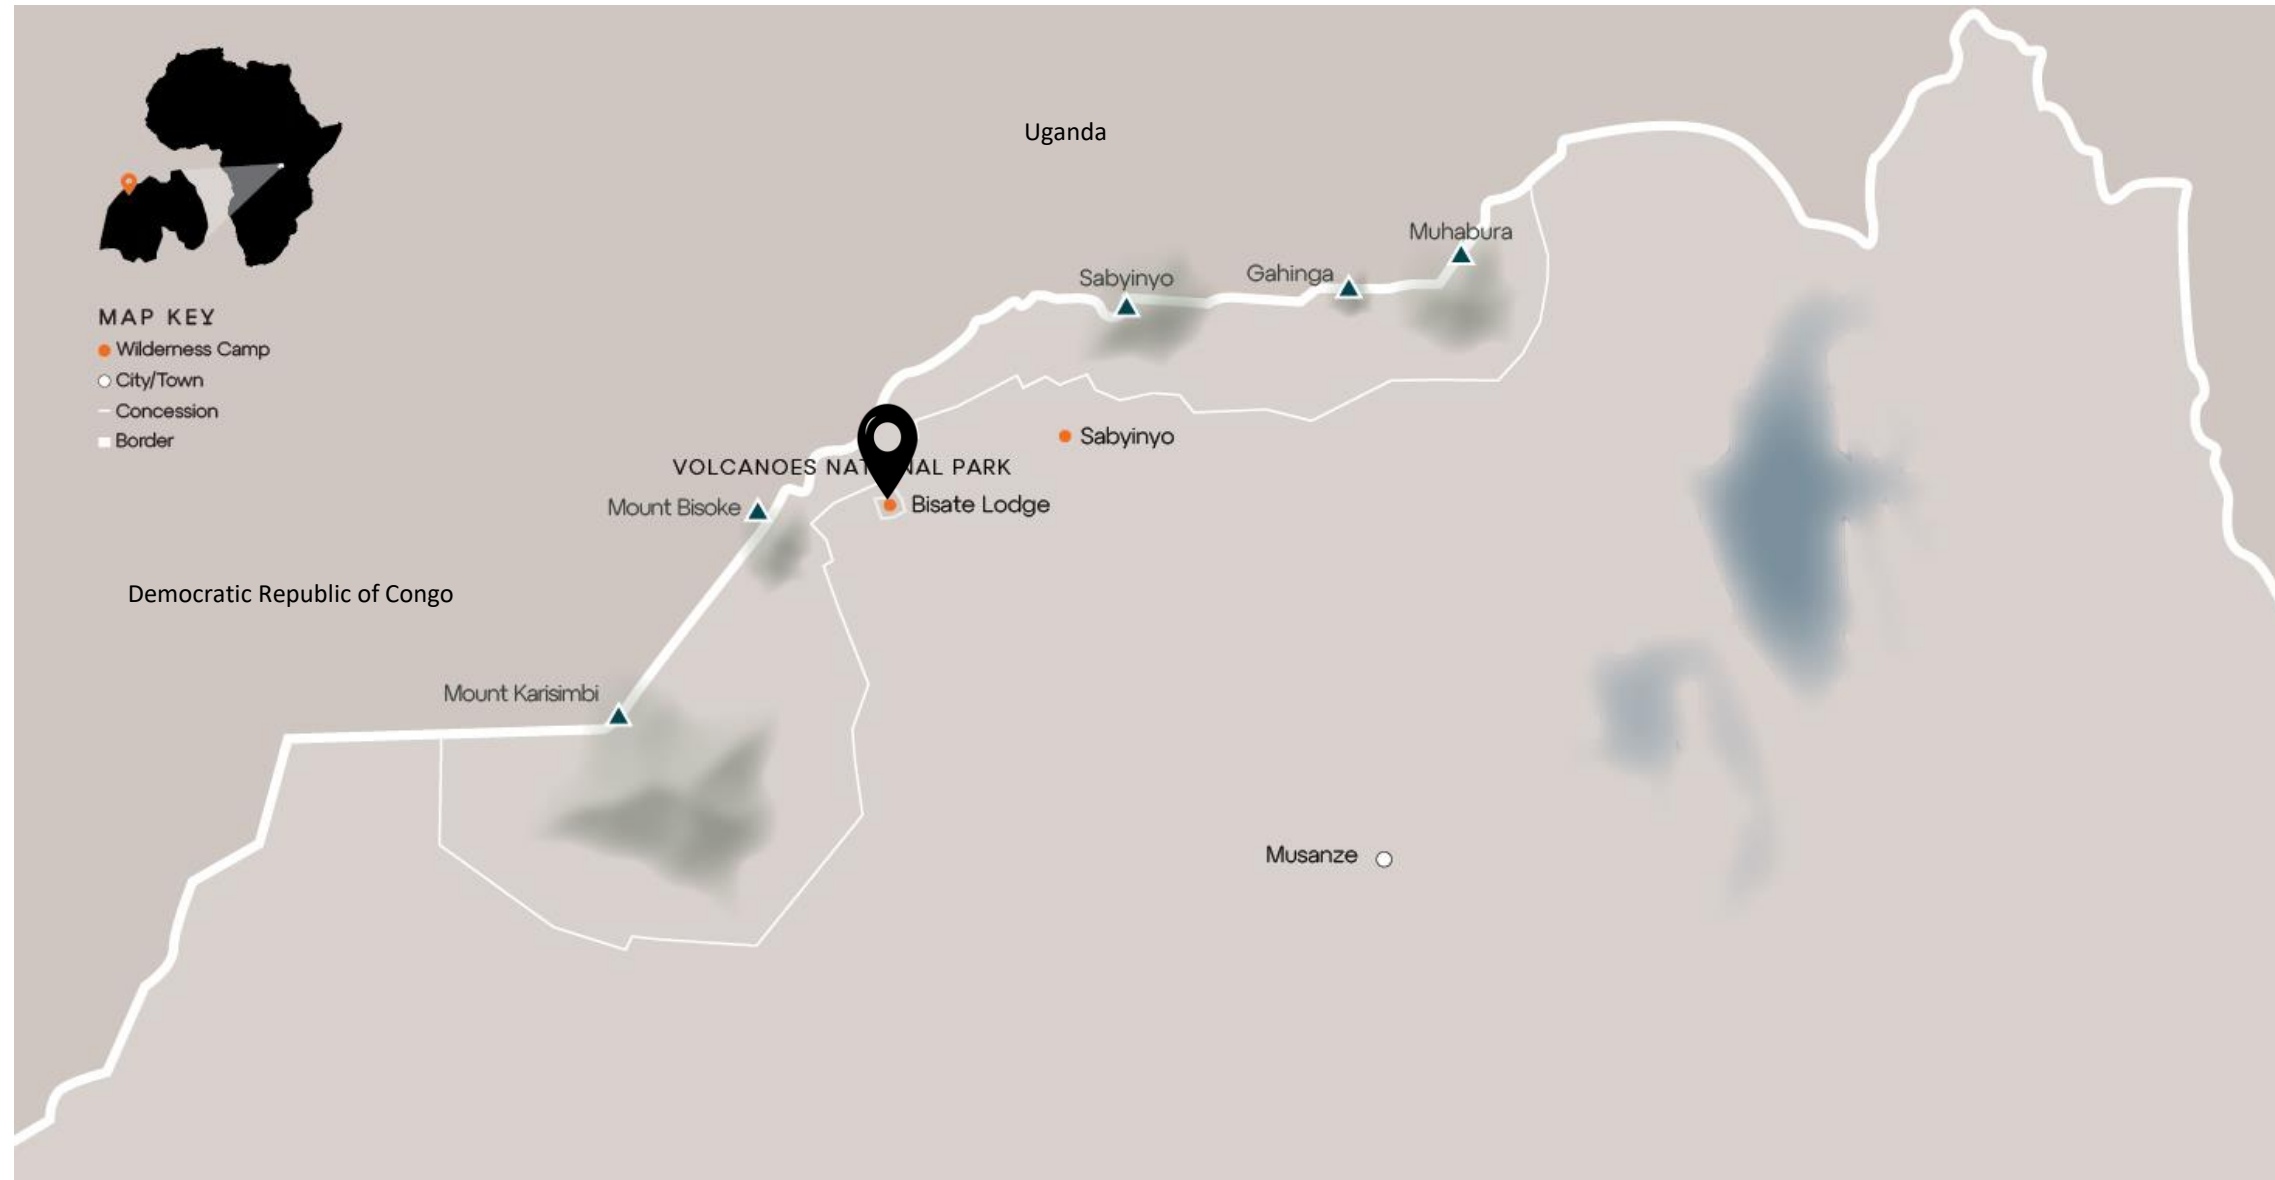 Uganda
Muhabura
Sabyinyo
Gahinga
MAP KEY
Wilderness Camp
City/Town
Concession
Border
Sabyinyo
VOLCANOES NAT NAL PARK
Mount Bisoke
Bisate Lodge
Democratic Republic of Congo
Mount Karisimbi
Musanze